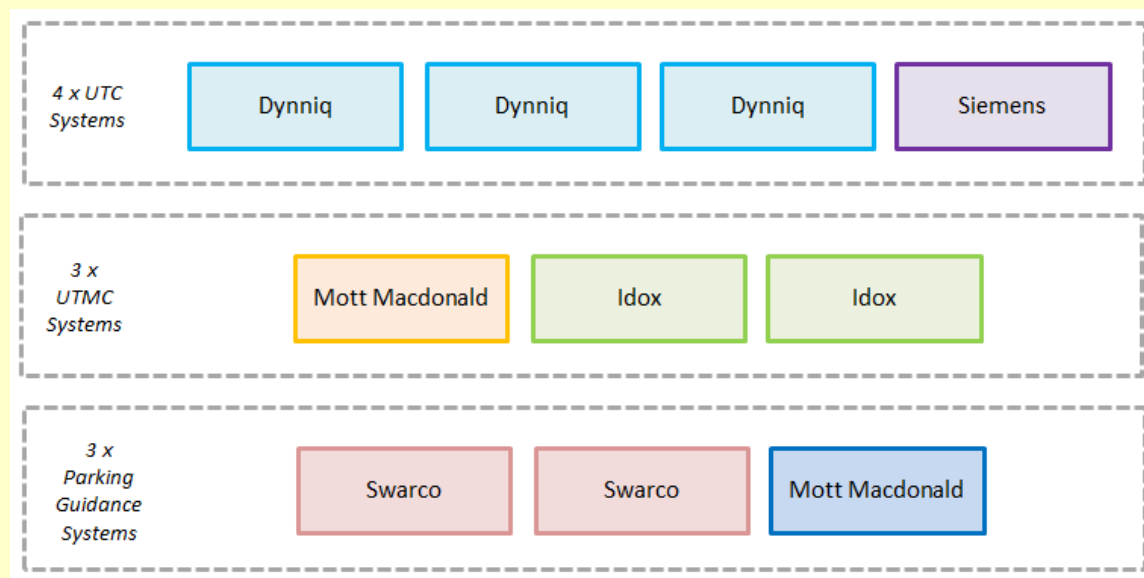 4 x UTC
Systems
Dynniq
Dynniq
Dynniq
Siemens
3 x
UTMC
Systems
Mott Macdonald
Idox
Idox
3 x
Parking
Guidance
Systems
Swarco
Swarco
Mott Macdonald